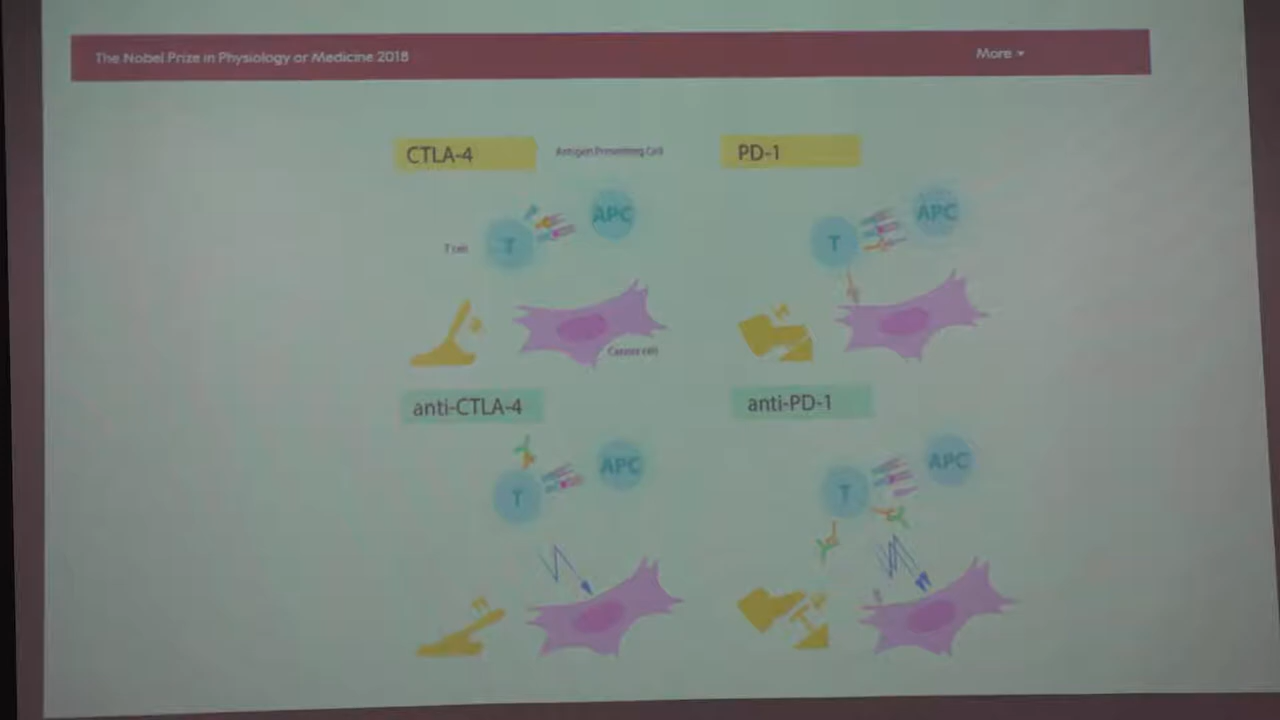 The Nobel Prize in Physiology or Medicine 2018
More
CTLA-4
Antigen Presenting Cell
PD-1
APC
T
T cell
APC
T
Cancer cell
anti-CTLA-4
anti-PD-1
APC
T
APC
T